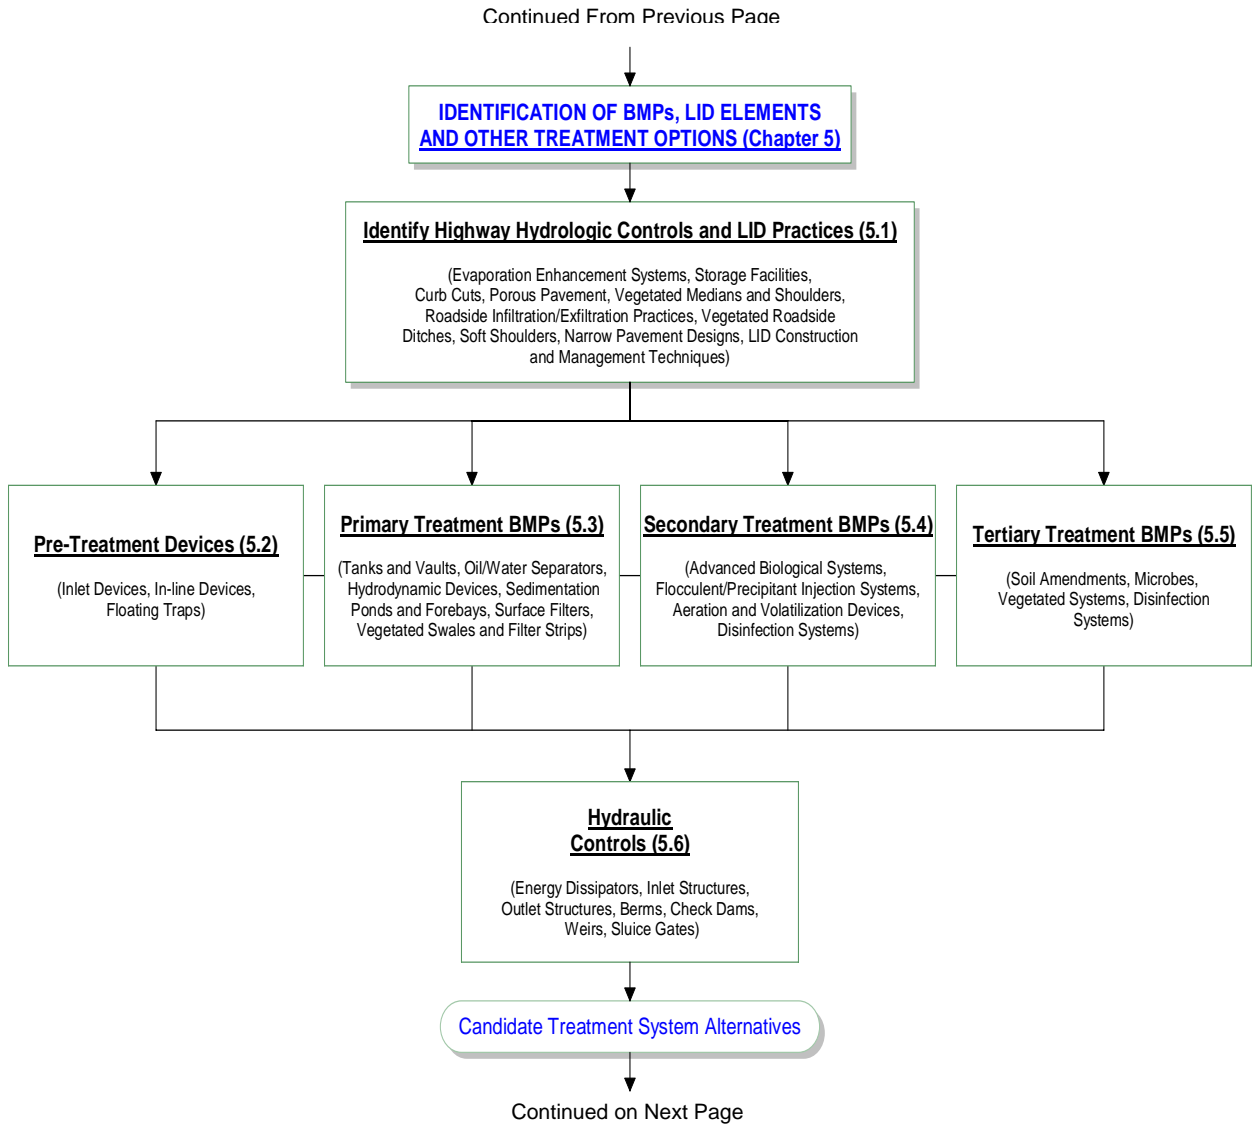 Continued From Previous Page
IDENTIFICATION OF BMPs, LID ELEMENTS
AND OTHER TREATMENT OPTIONS (Chapter 5)
Identify Highway Hydrologic Controls and LID Practices (5.1)
(Evaporation Enhancement Systems, Storage Facilities,
Curb Cuts, Porous Pavement, Vegetated Medians and Shoulders,
Roadside Infiltration/Exfiltration Practices, Vegetated Roadside
Ditches, Soft Shoulders, Narrow Pavement Designs, LID Construction
and Management Techniques)
Pre-Treatment Devices (5.2)
(Inlet Devices, In-line Devices,
Floating Traps)
Primary Treatment BMPs (5.3)
(Tanks and Vaults, Oil/Water Separators,
Hydrodynamic Devices, Sedimentation
Ponds and Forebays, Surface Filters,
Vegetated Swales and Filter Strips)
Secondary Treatment BMPs (5.4)
(Advanced Biological Systems,
Flocculent/Precipitant Injection Systems,
Aeration and Volatilization Devices,
Disinfection Systems)
Tertiary Treatment BMPs (5.5)
(Soil Amendments, Microbes,
Vegetated Systems, Disinfection
Systems)
Hydraulic
Controls (5.6)
(Energy Dissipators, Inlet Structures,
Outlet Structures, Berms, Check Dams,
Weirs, Sluice Gates)
Candidate Treatment System Alternatives
Continued on Next Page